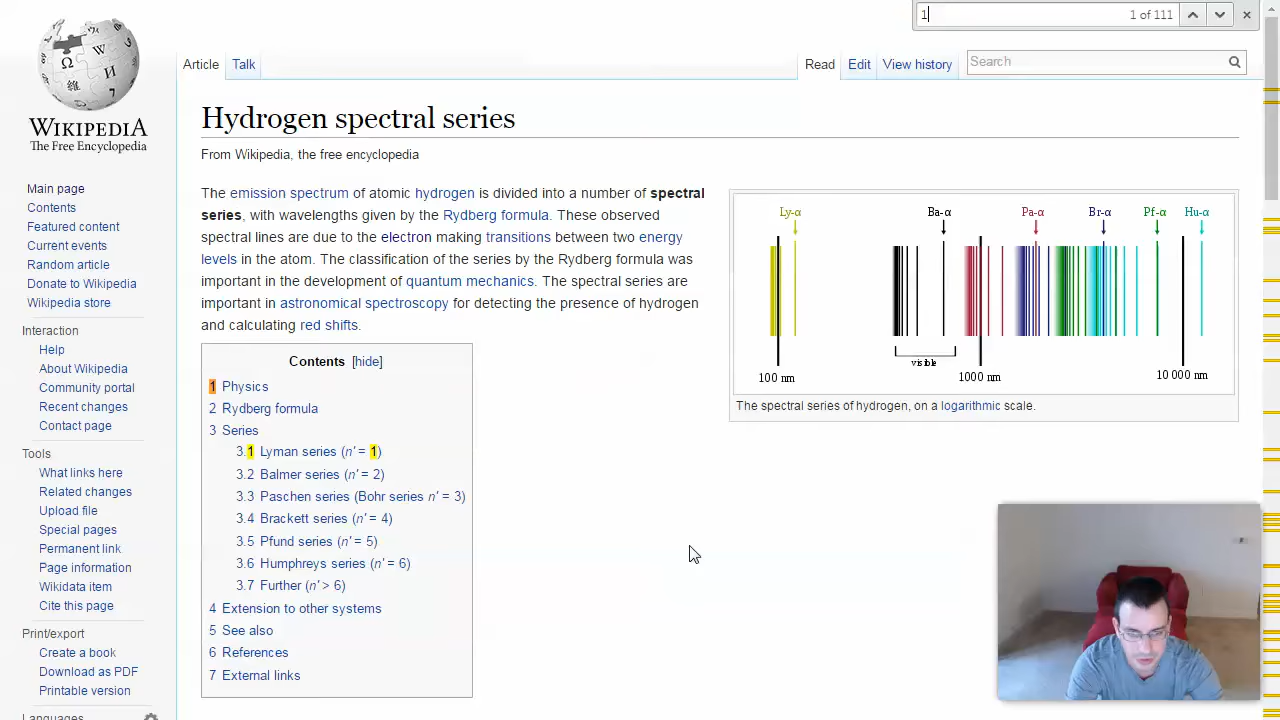 1
1 of 111
Article
Talk
Read
Edit
View history
Search
WIKIPEDIA
The Free Encyclopedia
Hydrogen spectral series
From Wikipedia, the free encyclopedia
Main page
Contents
Featured content
Current events
Random article
Donate to Wikipedia
Wikipedia store
Interaction
Help
About Wikipedia
Community portal
Recent changes
Contact page
Tools
What links here
Related changes
Upload file
Special pages
Permanent link
Page information
Wikidata item
Cite this page
Print/export
Create a book
Download as PDF
Printable version
Languages
The emission spectrum of atomic hydrogen is divided into a number of spectral
series, with wavelengths given by the Rydberg formula. These observed
spectral lines are due to the electron making transitions between two energy
levels in the atom. The classification of the series by the Rydberg formula was
important in the development of quantum mechanics. The spectral series are
important in astronomical spectroscopy for detecting the presence of hydrogen
and calculating red shifts.
Contents [hide]
1 Physics
2 Rydberg formula
3 Series
3.1 Lyman series (n′ = 1)
3.2 Balmer series (n′ = 2)
3.3 Paschen series (Bohr series n′ = 3)
3.4 Brackett series (n′ = 4)
3.5 Pfund series (n′ = 5)
3.6 Humphreys series (n′ = 6)
3.7 Further (n′ > 6)
4 Extension to other systems
5 See also
6 References
7 External links
Ly-α
Ba-α
Pa-α
Br-α
Pf-α
Hu-α
visible
100 nm
1000 nm
10 000 nm
The spectral series of hydrogen, on a logarithmic scale.